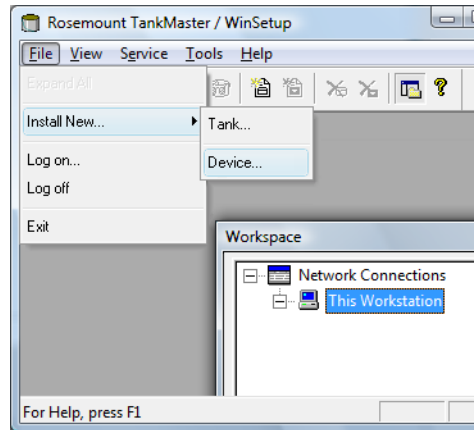 Rosemount TankMaster / WinSetup
File View Service Tools Help
Expand All
Install New...
Tank...
Device...
Log on...
Log off
Exit
Workspace
Network Connections
This Workstation
For Help, press F1